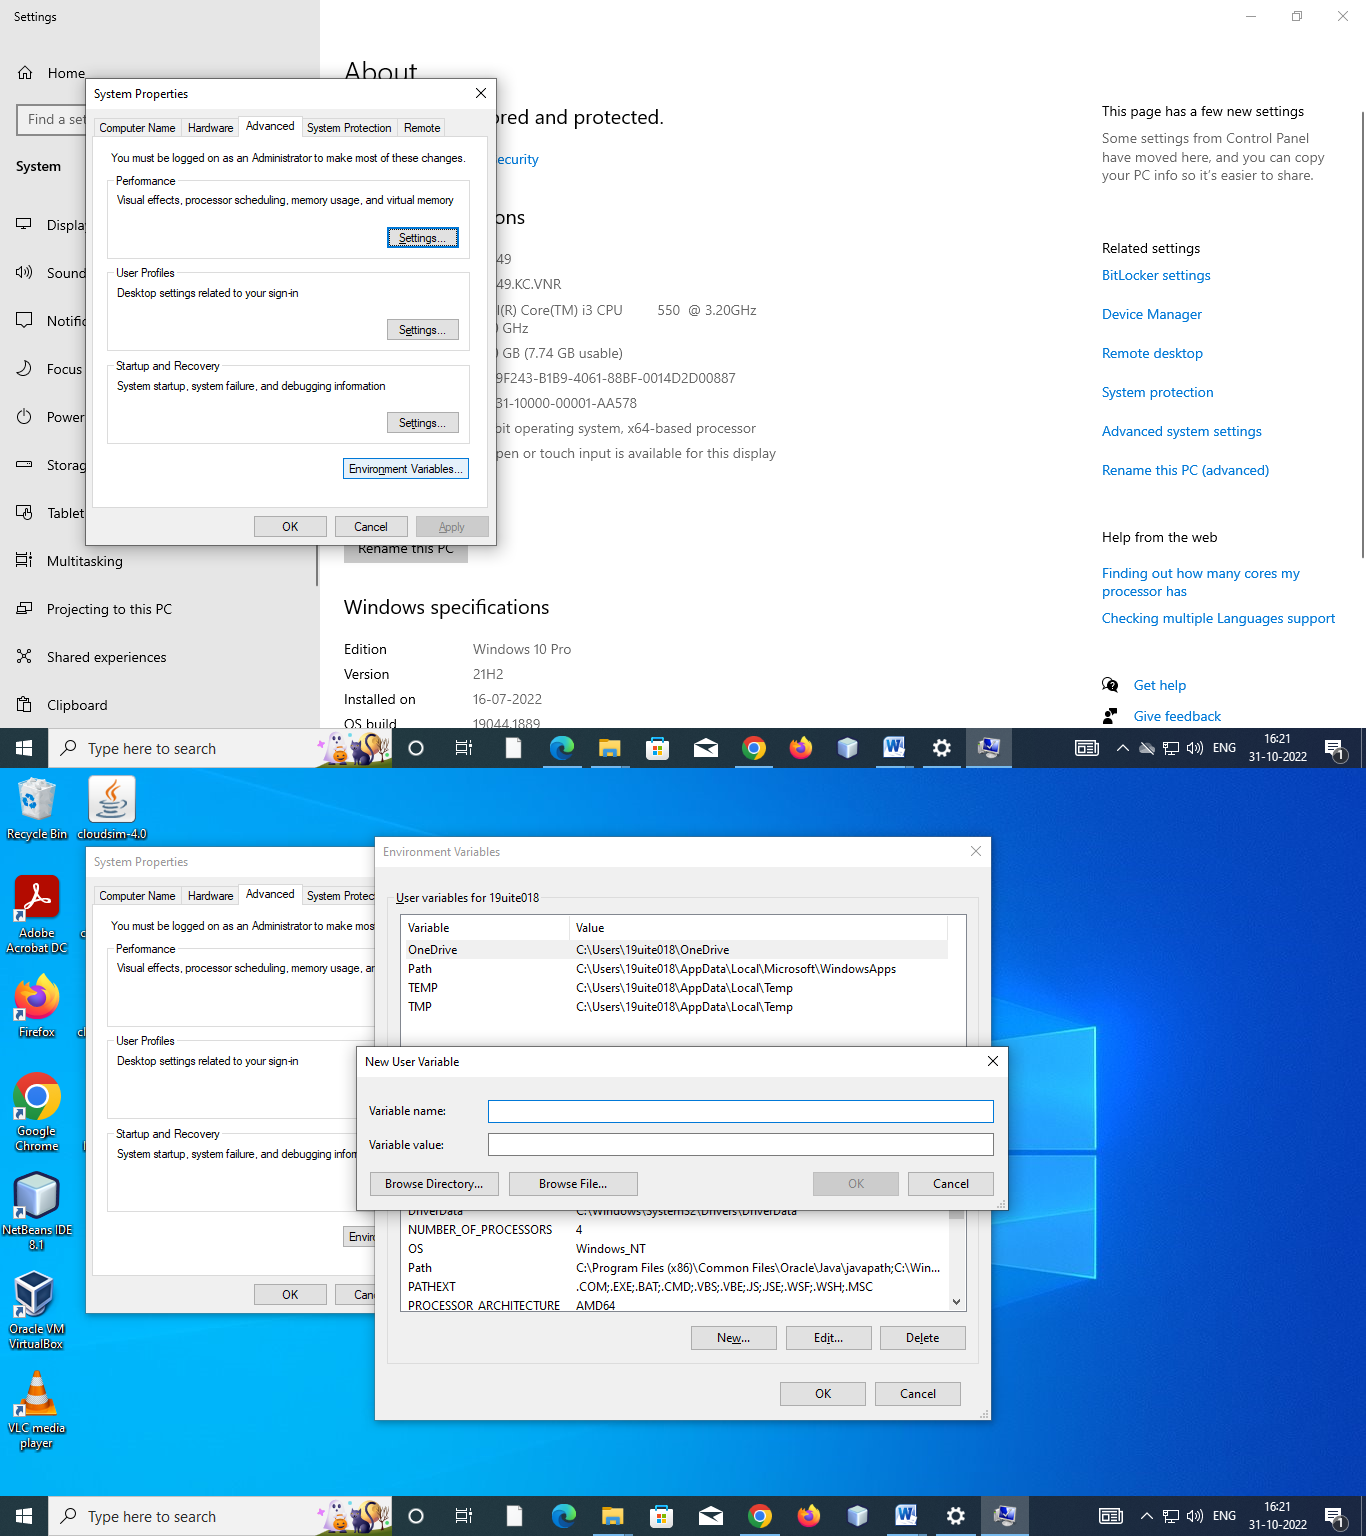 Settings
Home
Find a set
System
Display
Sound
Notific
Focus
Power
Storag
Tablet
Multitasking
Projecting to this PC
Shared experiences
Clipboard
About
ored and protected.
ecurity
ons
49
49.KC.VNR
l(R) Core(TM) i3 CPU 550 @ 3.20GHz
GHz
GB (7.74 GB usable)
9F243-B1B9-4061-88BF-0014D2D00887
31-10000-00001-AA578
bit operating system, x64-based processor
pen or touch input is available for this display
Rename this PC
Windows specifications
Edition Windows 10 Pro
Version 21H2
Installed on 16-07-2022
OS build 19044.1889
This page has a few new settings
Some settings from Control Panel
have moved here, and you can copy
your PC info so it's easier to share.
Related settings
BitLocker settings
Device Manager
Remote desktop
System protection
Advanced system settings
Rename this PC (advanced)
Help from the web
Finding out how many cores my
processor has
Checking multiple Languages support
Get help
Give feedback
System Properties
Computer Name Hardware Advanced System Protection Remote
You must be logged on as an Administrator to make most of these changes.
Performance
Visual effects, processor scheduling, memory usage, and virtual memory
Settings...
User Profiles
Desktop settings related to your sign-in
Settings...
Startup and Recovery
System startup, system failure, and debugging information
Settings...
Environment Variables...
OK Cancel Apply
Type here to search
ENG
16:21
31-10-2022
1
Recycle Bin
cloudsim-4.0
Adobe
Acrobat DC
Firefox
Google
Chrome
NetBeans IDE
8.1
Oracle VM
VirtualBox
VLC media
player
System Properties
Computer Name Hardware Advanced System Protec
You must be logged on as an Administrator to make mos
Performance
Visual effects, processor scheduling, memory usage, ar
User Profiles
Desktop settings related to your sign-in
Startup and Recovery
System startup, system failure, and debugging infor
Enviro
OK Canc
Environment Variables
User variables for 19uite018
Variable Value
OneDrive C:\Users\19uite018\OneDrive
Path C:\Users\19uite018\AppData\Local\Microsoft\WindowsApps
TEMP C:\Users\19uite018\AppData\Local\Temp
TMP C:\Users\19uite018\AppData\Local\Temp
New User Variable
Variable name:
Variable value:
Browse Directory... Browse File... OK Cancel
DriverData C:\Windows\System32\Drivers\DriverData
NUMBER_OF_PROCESSORS 4
OS Windows_NT
Path C:\Program Files (x86)\Common Files\Oracle\Java\javapath;C:\Win...
PATHEXT .COM;.EXE;.BAT;.CMD;.VBS;.VBE;.JS;.JSE;.WSF;.WSH;.MSC
PROCESSOR_ARCHITECTURE AMD64
New... Edit... Delete
OK Cancel
Type here to search
ENG
16:21
31-10-2022
1